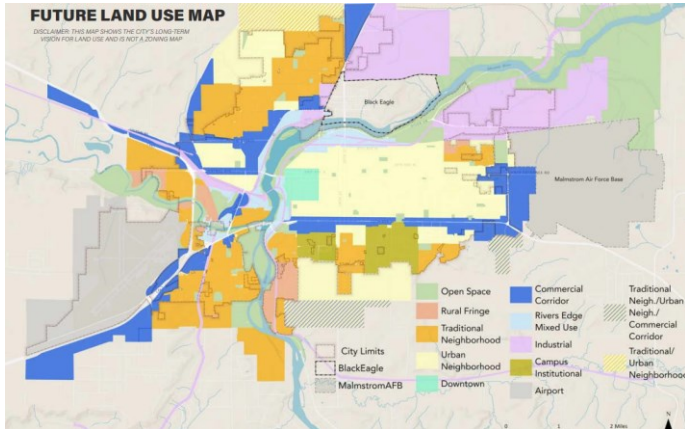 FUTURE LAND USE MAP
DISCLAIMER: THIS MAP SHOWS THE CITY'S LONG-TERM
VISION FOR LAND USE AND IS NOT A ZONING MAP
Black Eagle
Malmstrom Air Force Base
City Limits
BlackEagle
MalmstromAFB
Open Space
Rural Fringe
Traditional
Neighborhood
Urban
Neighborhood
Downtown
Commercial
Corridor
Rivers Edge
Mixed Use
Industrial
Campus
Institutional
Airport
Traditional
Neigh./Urban
Neigh./
Commercial
Corridor
Traditional/
Urban
Neighborhood
0 1 2 Miles
N